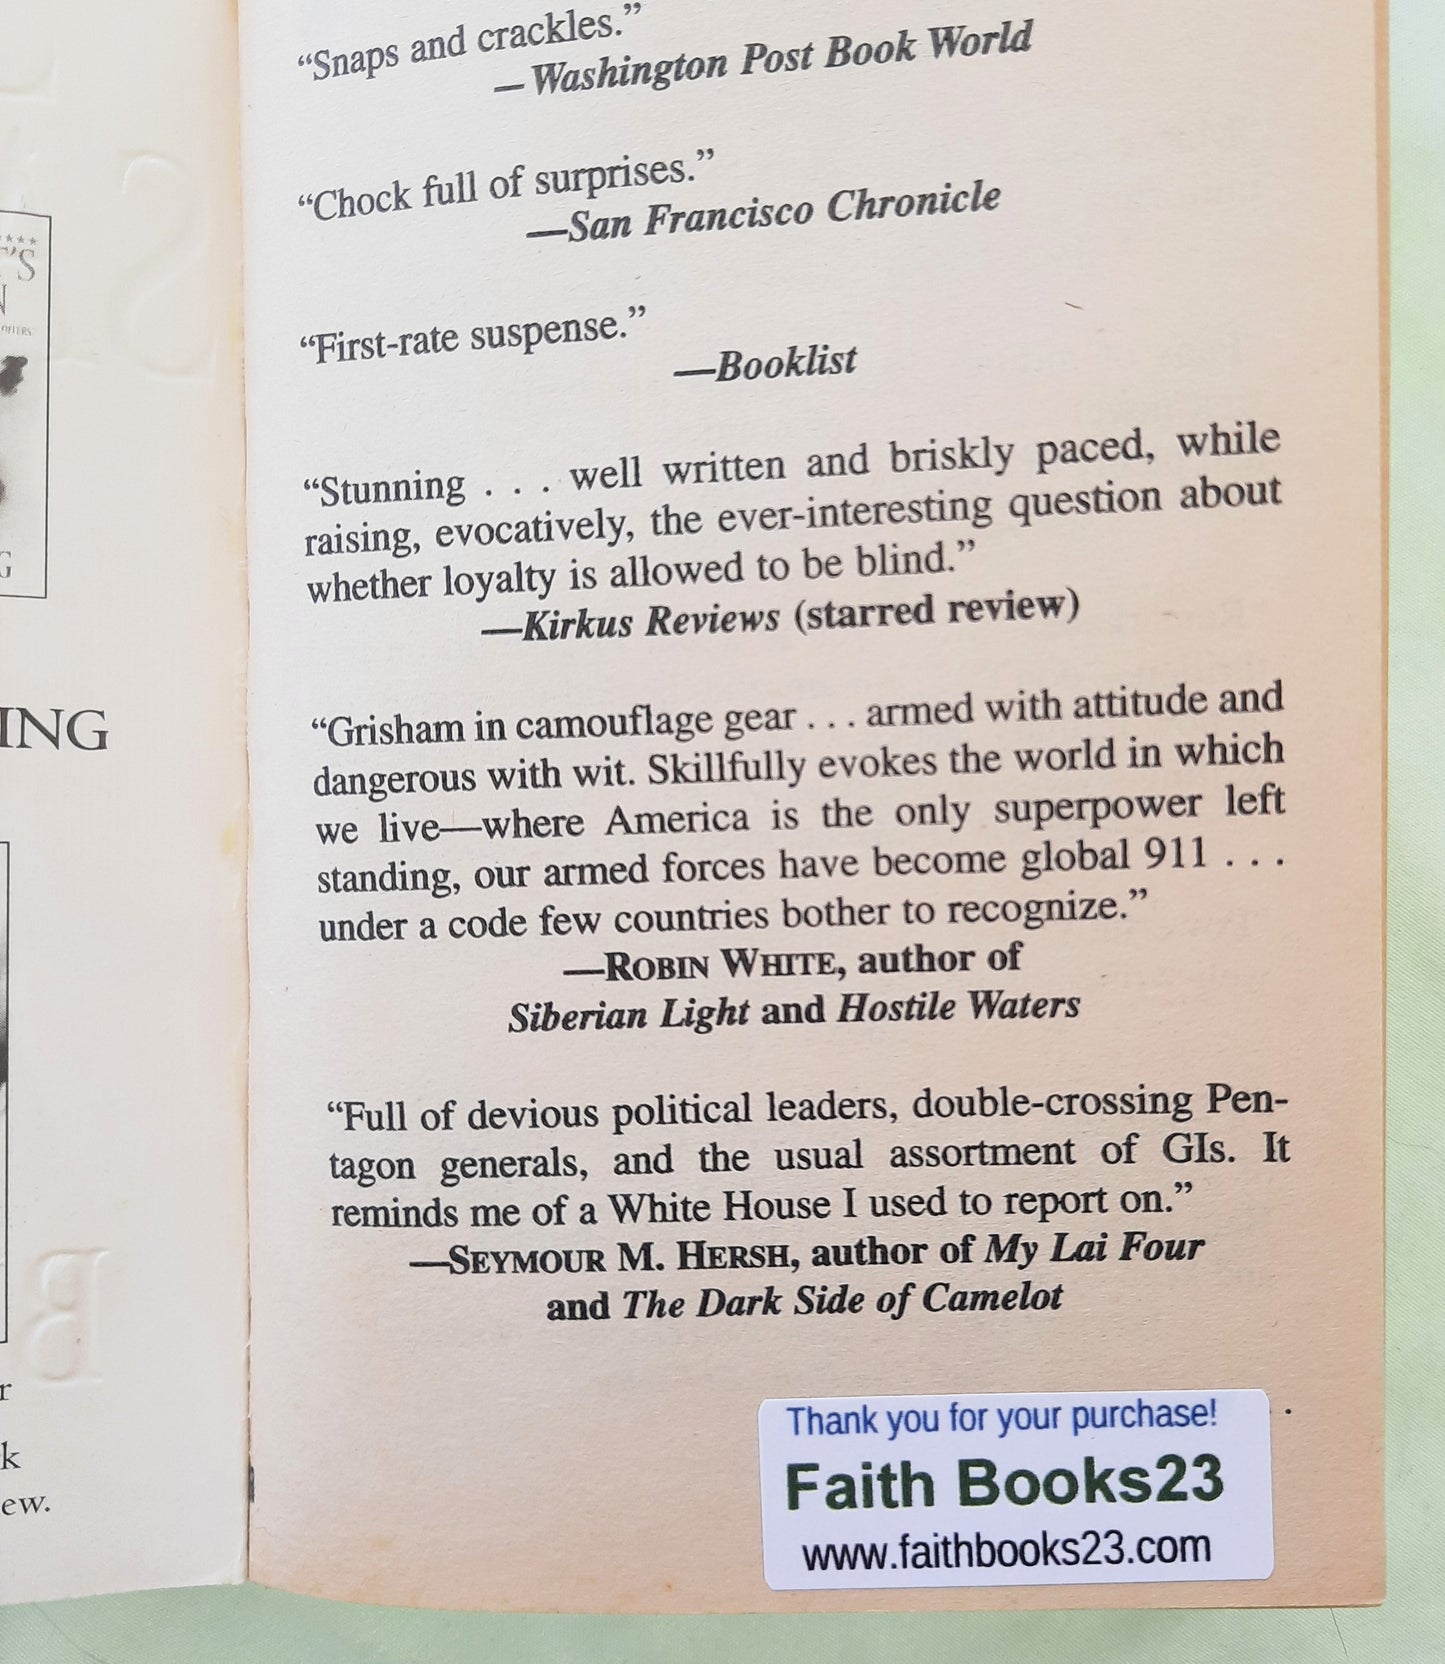 ★★★★
'S
N
OFFERS
G
ING
r
k
ew.
B
“Snaps and crackles.”
—Washington Post Book World
“Chock full of surprises.”
—San Francisco Chronicle
“First-rate suspense.”
—Booklist
“Stunning . . . well written and briskly paced, while
raising, evocatively, the ever-interesting question about
whether loyalty is allowed to be blind.”
—Kirkus Reviews (starred review)
“Grisham in camouflage gear . . . armed with attitude and
dangerous with wit. Skillfully evokes the world in which
we live—where America is the only superpower left
standing, our armed forces have become global 911 . . .
under a code few countries bother to recognize.”
—ROBIN WHITE, author of
Siberian Light and Hostile Waters
“Full of devious political leaders, double-crossing Pen-
tagon generals, and the usual assortment of GIs. It
reminds me of a White House I used to report on.”
—SEYMOUR M. HERSH, author of My Lai Four
and The Dark Side of Camelot
Thank you for your purchase!
Faith Books23
www.faithbooks23.com